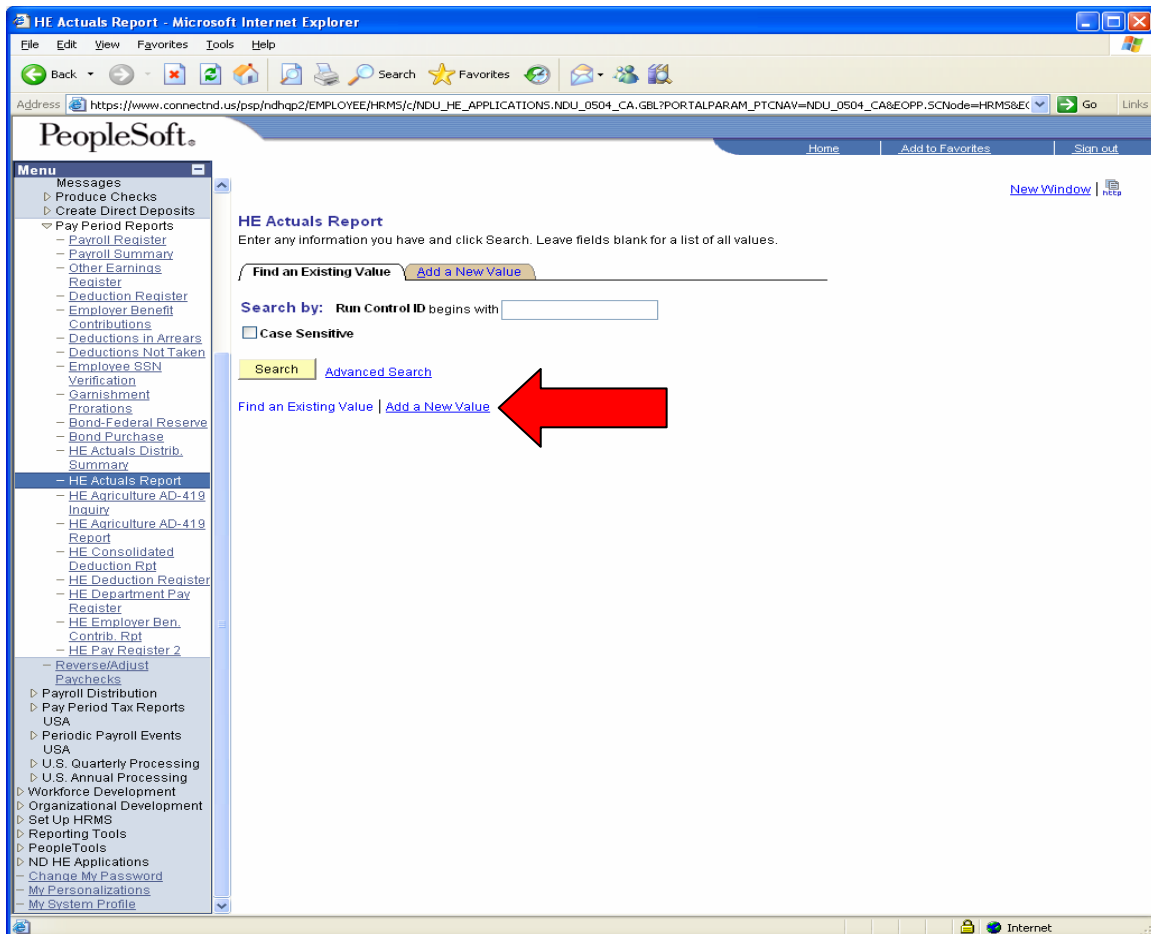 HE Actuals Report - Microsoft Internet Explorer
File Edit View Favorites Tools Help
Back Search Favorites
Address https://www.connectnd.us/psp/ndhqp2/EMPLOYEE/HRMS/c/NDU_HE_APPLICATIONS.NDU_0504_CA.GBL?PORTALPARAM_PTCNAV=NDU_0504_CA&EOPP.SCNode=HRMS&EC Go Links
PeopleSoft®
Home Add to Favorites Sign out
Menu
Messages
Produce Checks
Create Direct Deposits
Pay Period Reports
– Payroll Register
– Payroll Summary
– Other Earnings
Register
– Deduction Register
– Employer Benefit
Contributions
– Deductions in Arrears
– Deductions Not Taken
– Employee SSN
Verification
– Garnishment
Prorations
– Bond-Federal Reserve
– Bond Purchase
– HE Actuals Distrib.
Summary
– HE Actuals Report
– HE Agriculture AD-419
Inquiry
– HE Agriculture AD-419
Report
– HE Consolidated
Deduction Rpt
– HE Deduction Register
– HE Department Pay
Register
– HE Employer Ben.
Contrib. Rpt
– HE Pay Register 2
– Reverse/Adjust
Paychecks
Payroll Distribution
Pay Period Tax Reports
USA
Periodic Payroll Events
USA
U.S. Quarterly Processing
U.S. Annual Processing
Workforce Development
Organizational Development
Set Up HRMS
Reporting Tools
PeopleTools
ND HE Applications
– Change My Password
– My Personalizations
– My System Profile
New Window | http
HE Actuals Report
Enter any information you have and click Search. Leave fields blank for a list of all values.
Find an Existing Value Add a New Value
Search by: Run Control ID begins with
Case Sensitive
Search Advanced Search
Find an Existing Value | Add a New Value
Internet